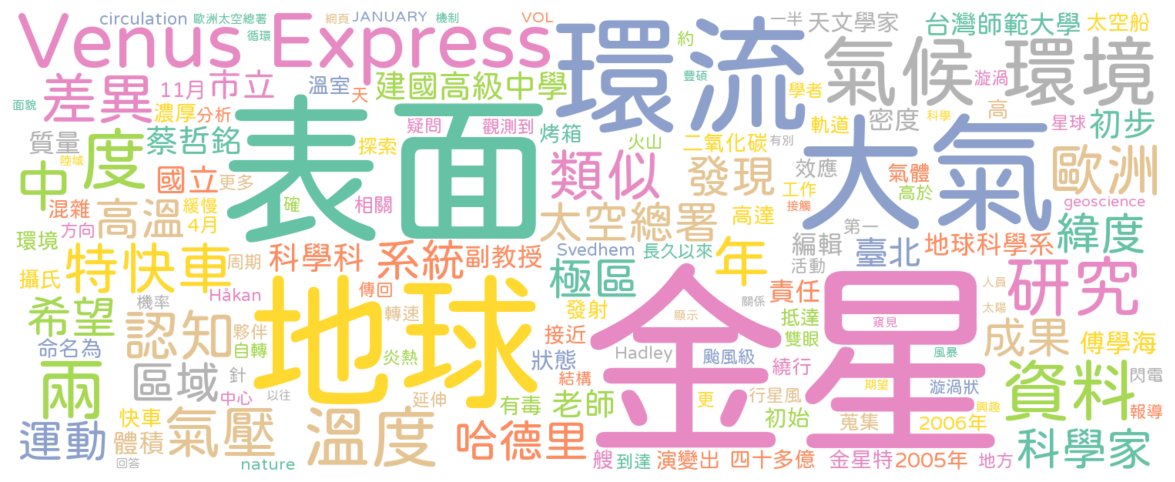 circulation 歐洲太空總署 網頁 JANUARY 機制 VOL 一半 天文學家 台灣師範大學 太空船
Venus Express 循環 環流 約 氣候 環境
差異 11月 市立 溫室 天 建國高級中學 豐碩 學者 漩渦 高
面貌 濃厚 分析 表面 疑問 觀測到 烤箱 火山 二氧化碳 有別 軌道 密度 科學 星球 初步
質量 度 蔡哲銘 探索 大氣 效應 氣體 歐洲
中 陸域 國立 更多 類似 發現 工作 高於
混雜 高溫 緩慢 4月 確 相關 太空總署 高達 接觸 第一 geoscience
環境 方向 科學科 系統 副教授 Svedhem 長久以來 年 編輯 活動 臺北 地球科學系 緯度
特快車 周期 極區 責任 研究
攝氏 機率 Håkan 傳回 發射 關係 人員
希望 認知 夥伴 地球 轉速 接近 金星 顯示 抵達 窺見 太陽 成果 傅學海
命名為 自轉 炎熱 狀態 Hadley 颱風級 雙眼 繞行 風暴 閃電
兩 區域 針 中心 以往 結構 行星風 期望 漩渦狀 資料
快車 延伸 有毒 老師 更 初始 蒐集 興趣 報導
運動 體積 氣壓 溫度 哈德里 2006年 科學家
回答 nature 艘 到達 演變出 四十多億 金星特 2005年 地方